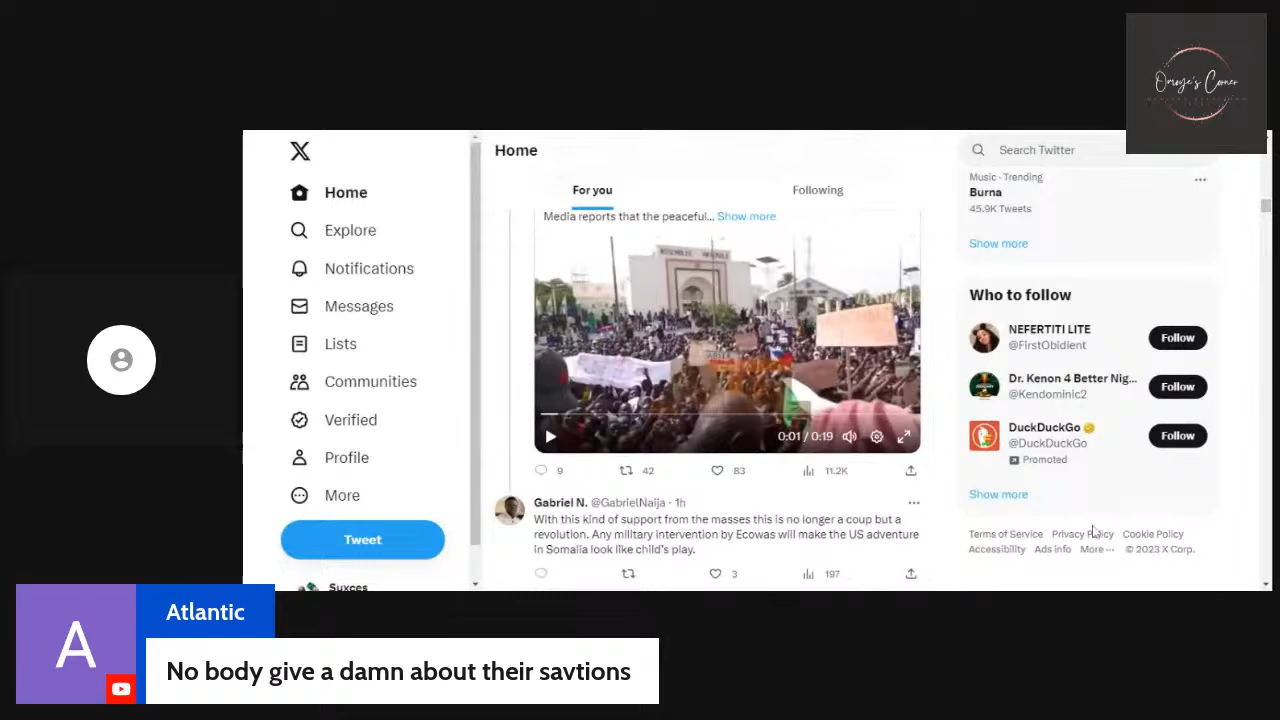 Omoye's Corner
Home
Explore
Notifications
Messages
Lists
Communities
Verified
Profile
More
Tweet
Suxces
Home
For you
Following
Media reports that the peaceful... Show more
ASSEMBLEE NATIONALE
0:01 / 0:19
9
42
83
11.2K
Gabriel N. @GabrielNaija · 1h
With this kind of support from the masses this is no longer a coup but a
revolution. Any military intervention by Ecowas will make the US adventure
in Somalia look like child's play.
3
197
Search Twitter
Music · Trending
Burna
45.9K Tweets
Show more
Who to follow
NEFERTITI LITE
@FirstObidient
Follow
Dr. Kenon 4 Better Nig...
@Kendominic2
Follow
DuckDuckGo
@DuckDuckGo
Promoted
Follow
Show more
Terms of Service Privacy Policy Cookie Policy
Accessibility Ads info More ··· © 2023 X Corp.
A
Atlantic
No body give a damn about their savtions